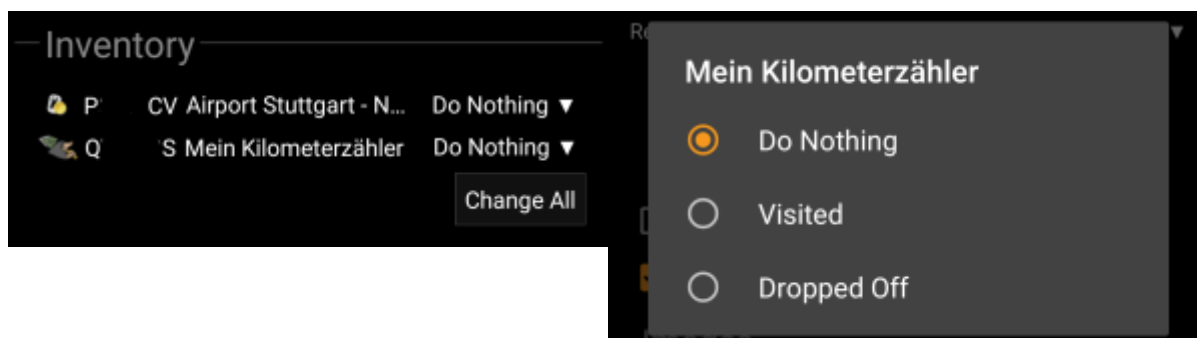 Inventory
P CV Airport Stuttgart - N... Do Nothing ▼
Q S Mein Kilometerzähler Do Nothing ▼
Change All
Re ▼
Mein Kilometerzähler
Do Nothing
Visited
Dropped Off